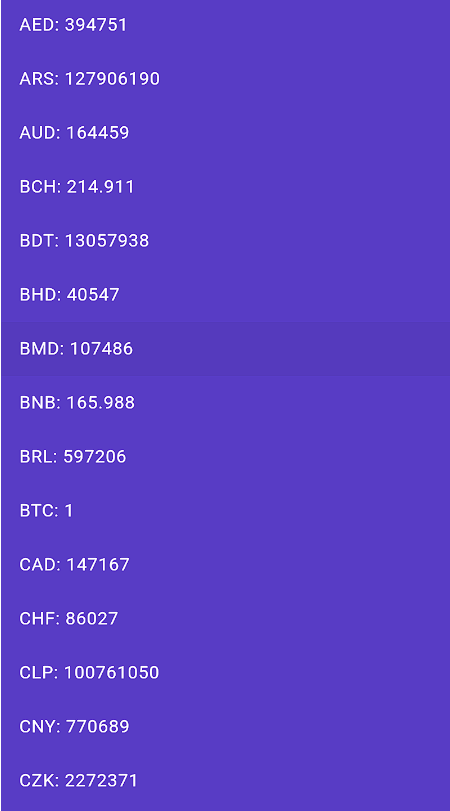 AED: 394751
ARS: 127906190
AUD: 164459
BCH: 214.911
BDT: 13057938
BHD: 40547
BMD: 107486
BNB: 165.988
BRL: 597206
BTC: 1
CAD: 147167
CHF: 86027
CLP: 100761050
CNY: 770689
CZK: 2272371